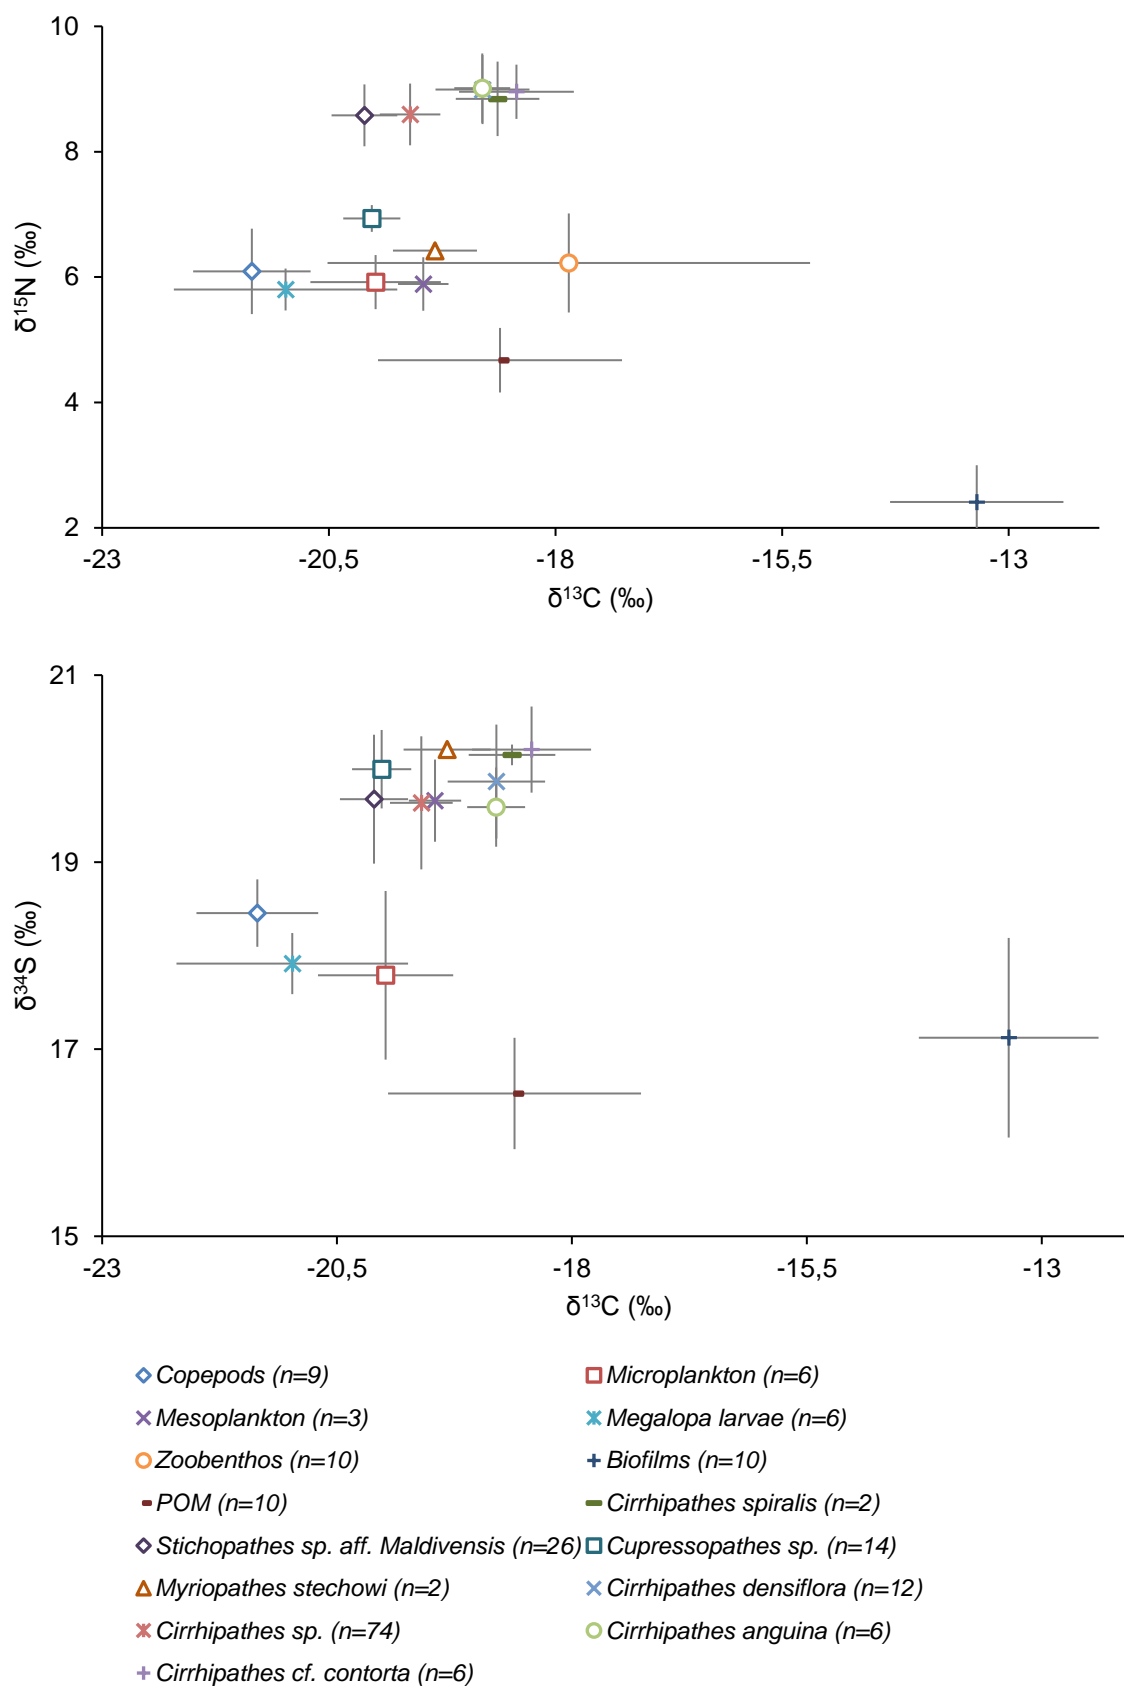 10
8
6
4
2
δ15N (‰)
-23 -20,5 -18 -15,5 -13
δ13C (‰)
21
19
17
15
δ34S (‰)
-23 -20,5 -18 -15,5 -13
δ13C (‰)
Copepods (n=9) Microplankton (n=6)
Mesoplankton (n=3) Megalopa larvae (n=6)
Zoobenthos (n=10) Biofilms (n=10)
POM (n=10) Cirrhipathes spiralis (n=2)
Stichopathes sp. aff. Maldivensis (n=26) Cupressopathes sp. (n=14)
Myriopathes stechowi (n=2) Cirrhipathes densiflora (n=12)
Cirrhipathes sp. (n=74) Cirrhipathes anguina (n=6)
Cirrhipathes cf. contorta (n=6)